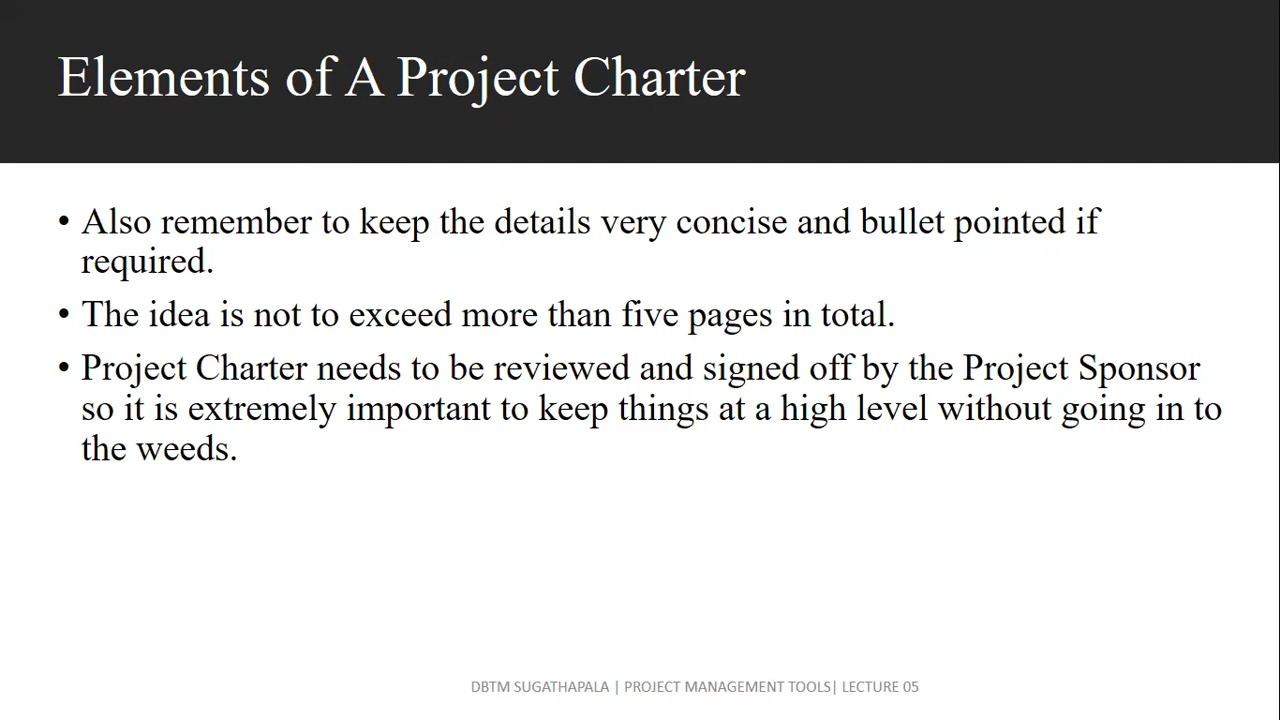 Elements of A Project Charter
• Also remember to keep the details very concise and bullet pointed if
required.
• The idea is not to exceed more than five pages in total.
• Project Charter needs to be reviewed and signed off by the Project Sponsor
so it is extremely important to keep things at a high level without going in to
the weeds.
DBTM SUGATHAPALA | PROJECT MANAGEMENT TOOLS| LECTURE 05